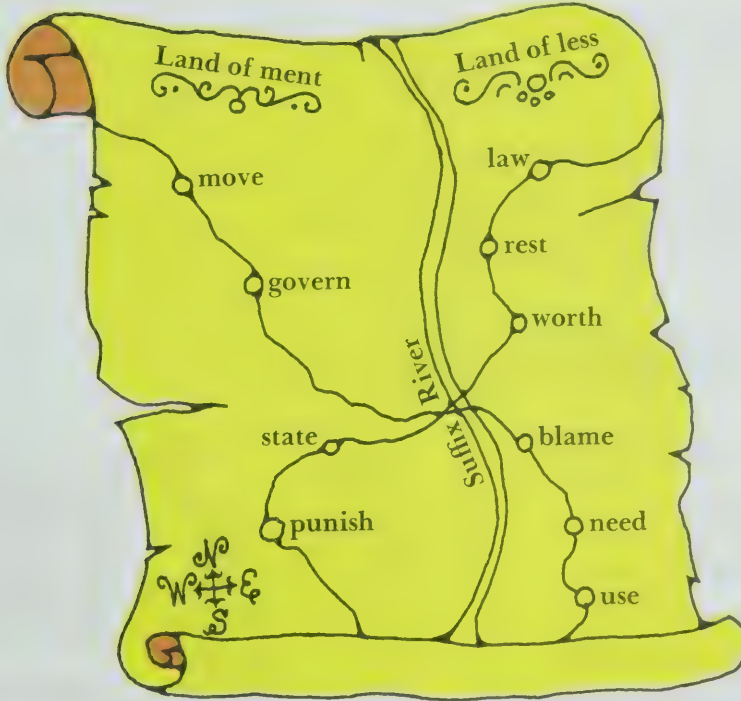 Land of ment
Land of less
move
govern
state
punish
Suffix River
law
rest
worth
blame
need
use
N
W E
S